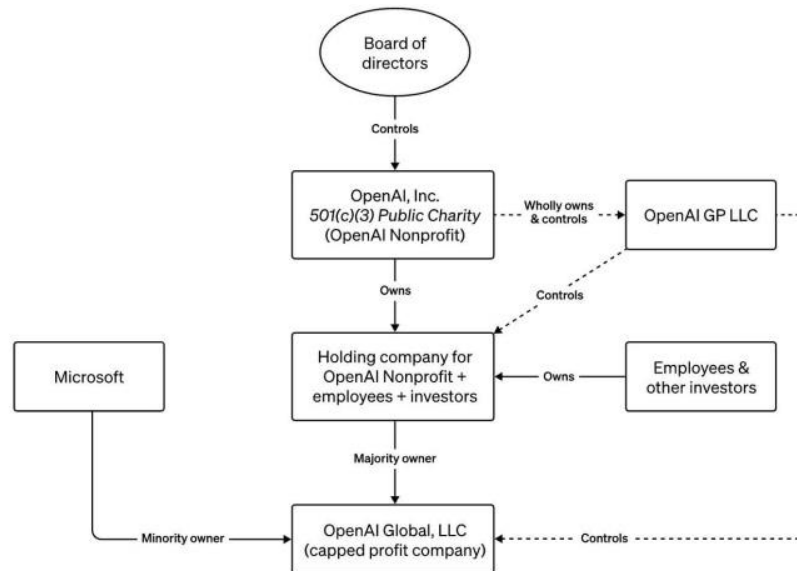 Board of
directors
Controls
OpenAI, Inc.
501(c)(3) Public Charity
(OpenAI Nonprofit)
Wholly owns
& controls
OpenAI GP LLC
Owns
Controls
Microsoft
Holding company for
OpenAI Nonprofit +
employees + investors
Owns
Employees &
other investors
Majority owner
Minority owner
OpenAI Global, LLC
(capped profit company)
Controls